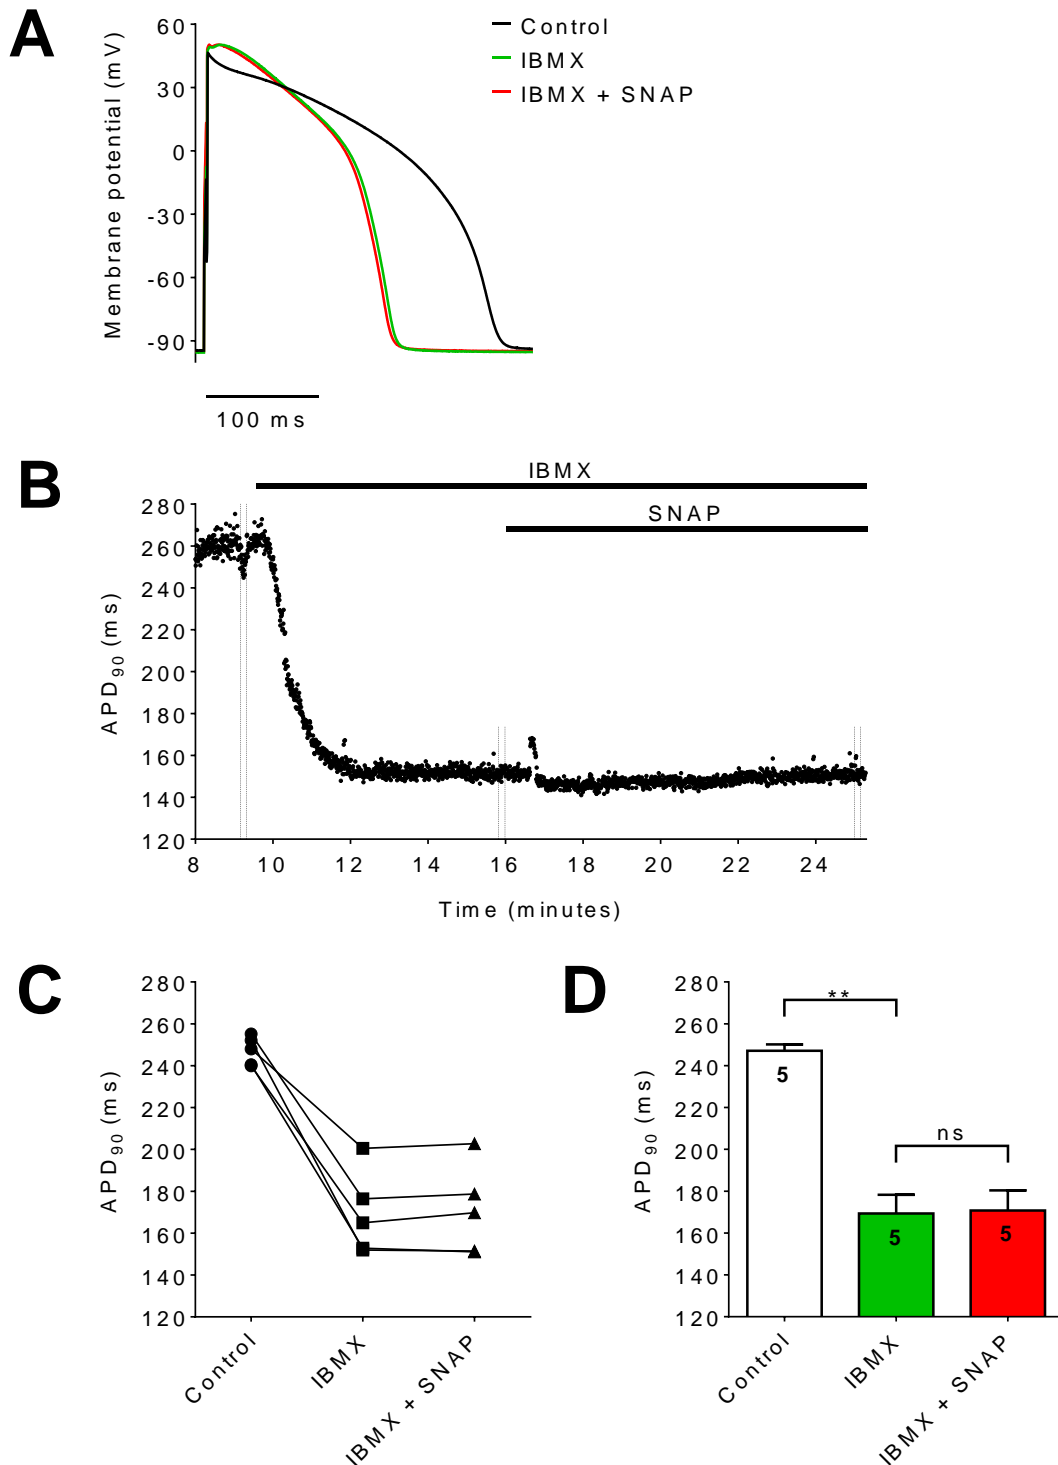 A
Membrane potential (mV)
60
30
0
-30
-60
-90
Control
IBMX
IBMX + SNAP
100 ms
B
IBMX
SNAP
APD90 (ms)
280
260
240
220
200
180
160
140
120
8 10 12 14 16 18 20 22 24
Time (minutes)
C
APD90 (ms)
280
260
240
220
200
180
160
140
120
Control
IBMX
IBMX + SNAP
D
APD90 (ms)
280
260
240
220
200
180
160
140
120
**
ns
5
5
5
Control
IBMX
IBMX + SNAP